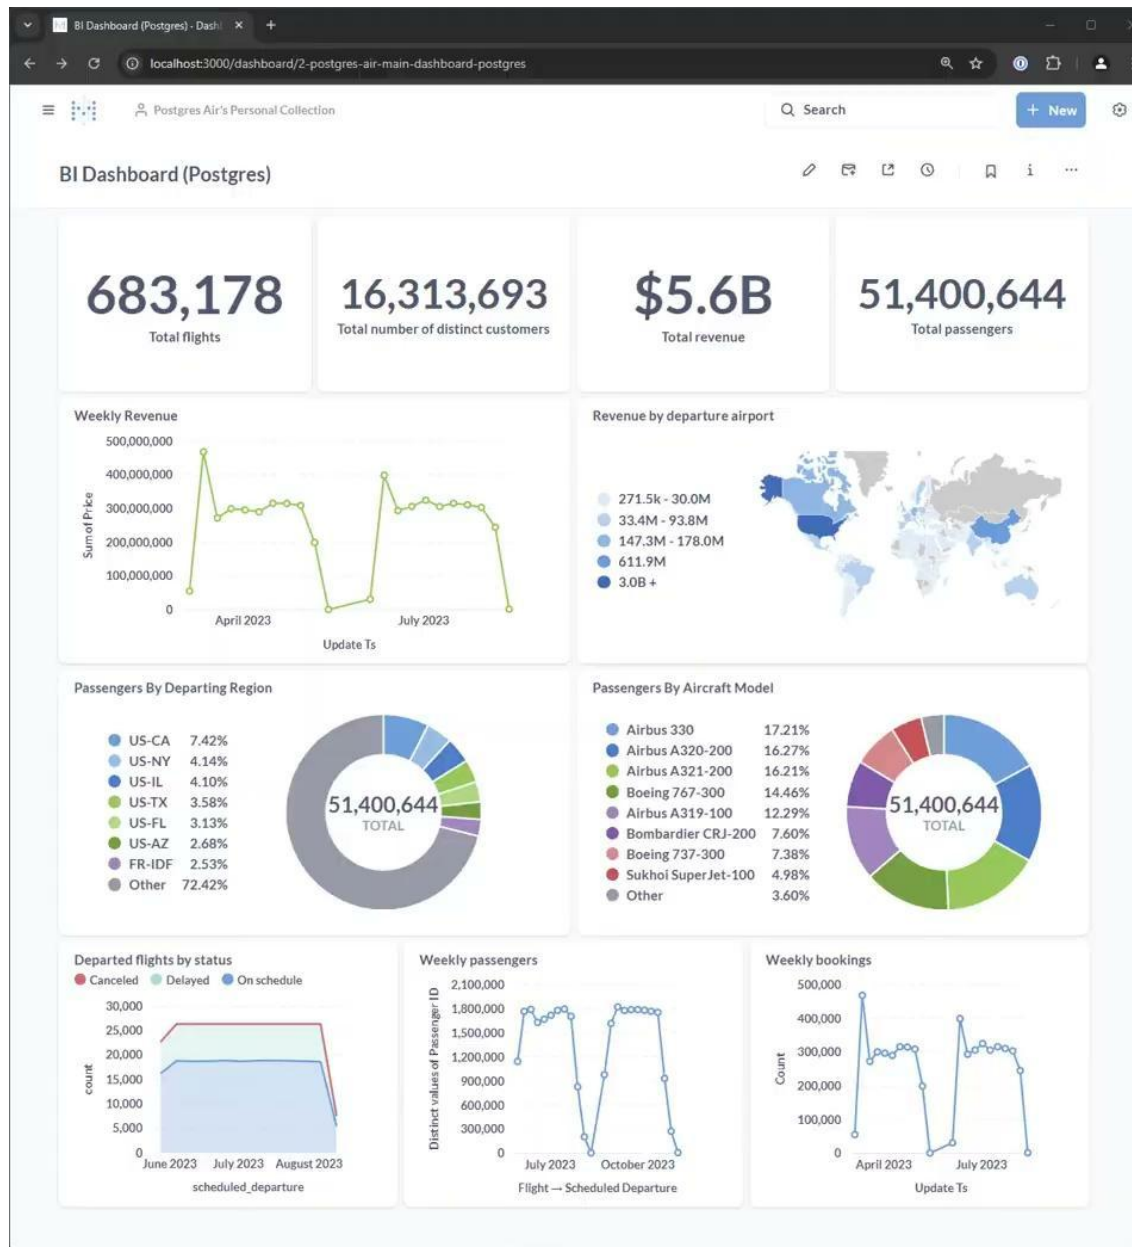 BI Dashboard (Postgres) - Dash
localhost:3000/dashboard/2-postgres-air-main-dashboard-postgres
Postgres Air's Personal Collection
Search
+ New
BI Dashboard (Postgres)
683,178
Total flights
16,313,693
Total number of distinct customers
$5.6B
Total revenue
51,400,644
Total passengers
Weekly Revenue
500,000,000
400,000,000
300,000,000
200,000,000
100,000,000
0
Sum of Price
April 2023
July 2023
Update Ts
Revenue by departure airport
271.5k - 30.0M
33.4M - 93.8M
147.3M - 178.0M
611.9M
3.0B +
Passengers By Departing Region
US-CA 7.42%
US-NY 4.14%
US-IL 4.10%
US-TX 3.58%
US-FL 3.13%
US-AZ 2.68%
FR-IDF 2.53%
Other 72.42%
51,400,644
TOTAL
Passengers By Aircraft Model
Airbus 330 17.21%
Airbus A320-200 16.27%
Airbus A321-200 16.21%
Boeing 767-300 14.46%
Airbus A319-100 12.29%
Bombardier CRJ-200 7.60%
Boeing 737-300 7.38%
Sukhoi SuperJet-100 4.98%
Other 3.60%
51,400,644
TOTAL
Departed flights by status
Canceled Delayed On schedule
30,000
25,000
20,000
15,000
10,000
5,000
0
count
June 2023 July 2023 August 2023
scheduled_departure
Weekly passengers
2,100,000
1,800,000
1,500,000
1,200,000
900,000
600,000
300,000
0
Distinct values of Passenger ID
July 2023 October 2023
Flight → Scheduled Departure
Weekly bookings
500,000
400,000
300,000
200,000
100,000
0
Count
April 2023 July 2023
Update Ts